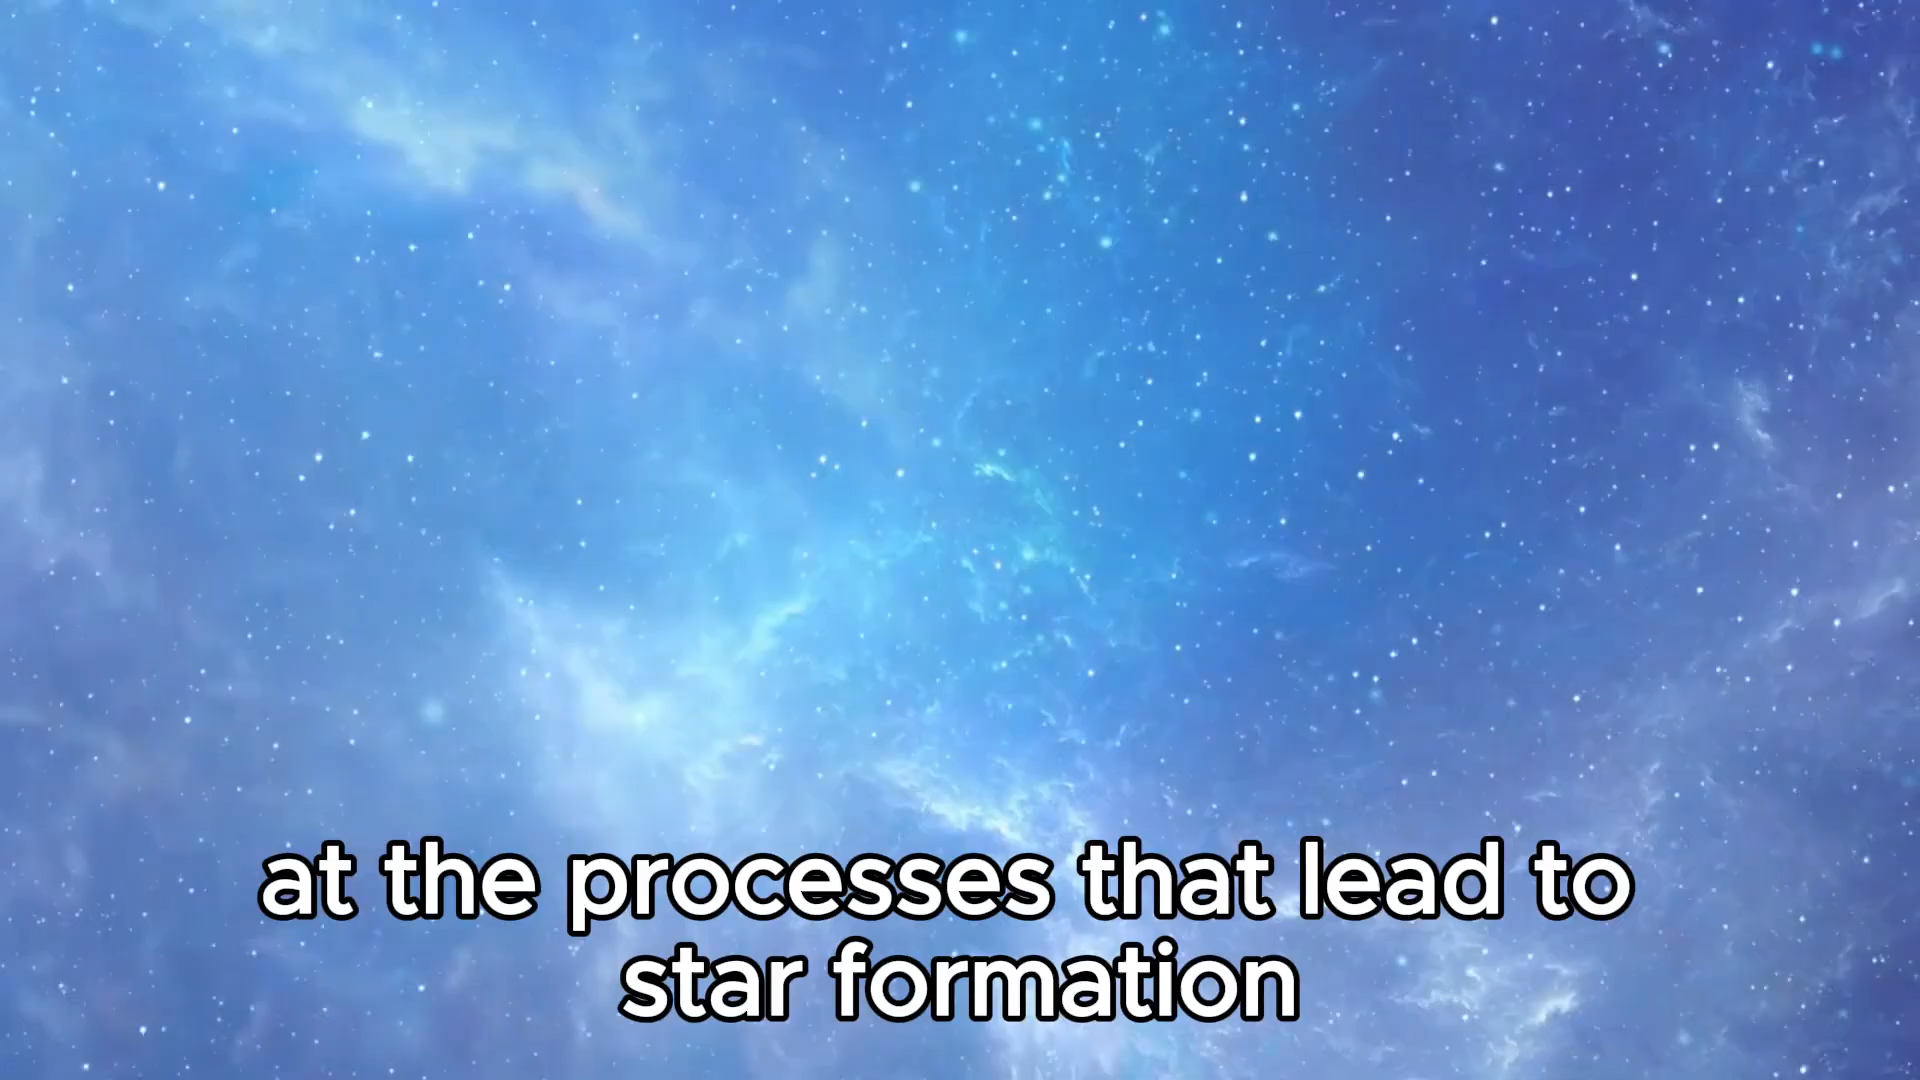 at the processes that lead to
star formation